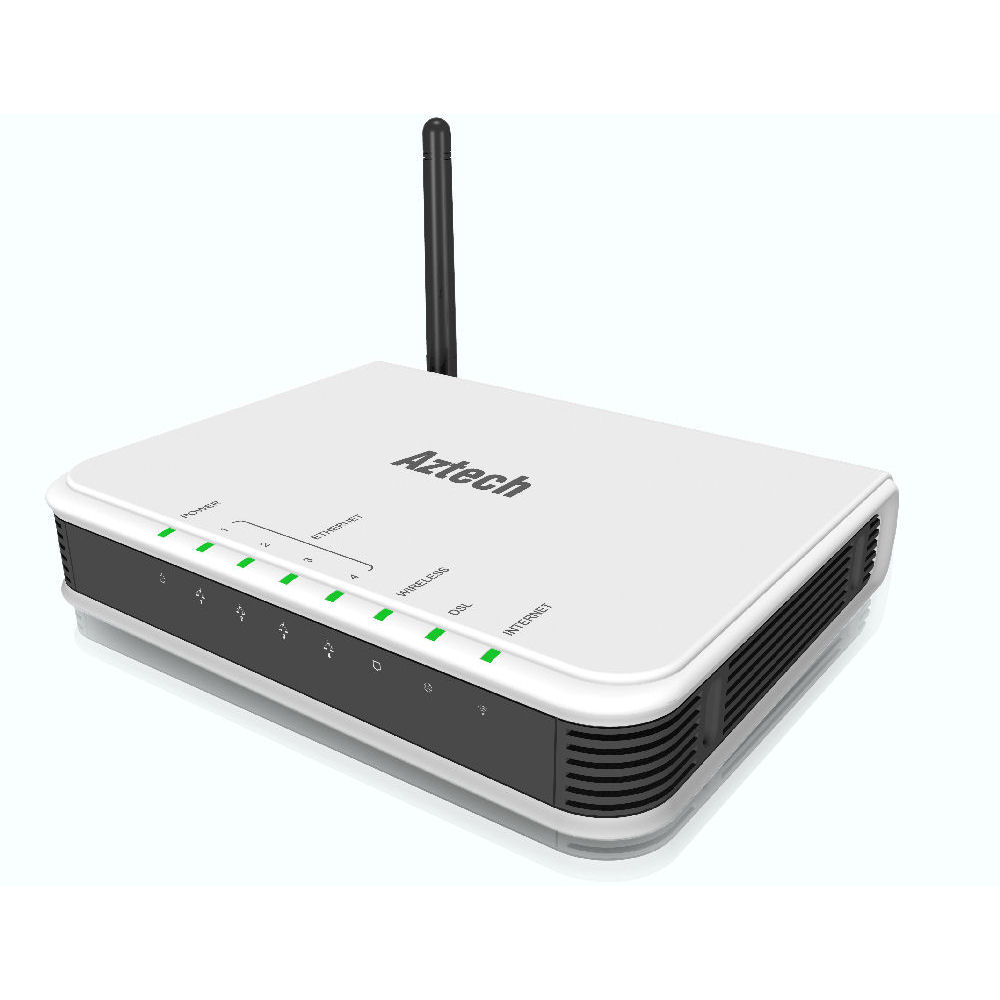 Aztech
POWER
ETHERNET
1 2 3 4
WIRELESS
DSL
INTERNET